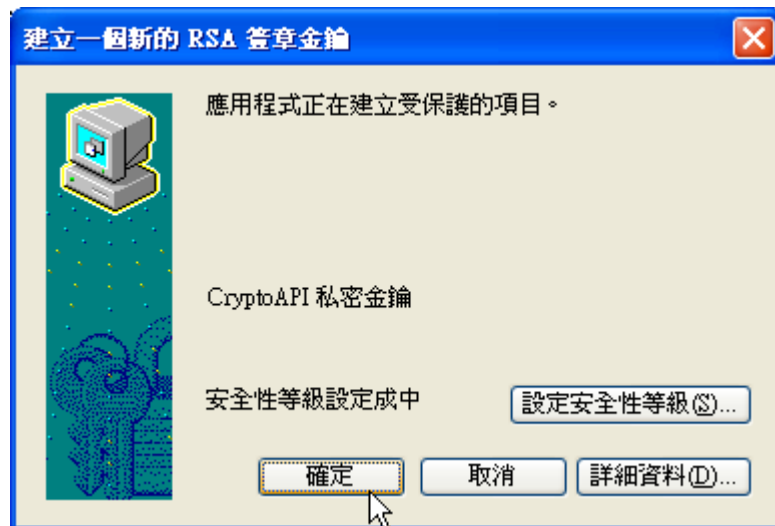 建立一個新的 RSA 簽章金鑰
應用程式正在建立受保護的項目。
CryptoAPI 私密金鑰
安全性等級設定成中
設定安全性等級(S)...
確定
取消
詳細資料(D)...